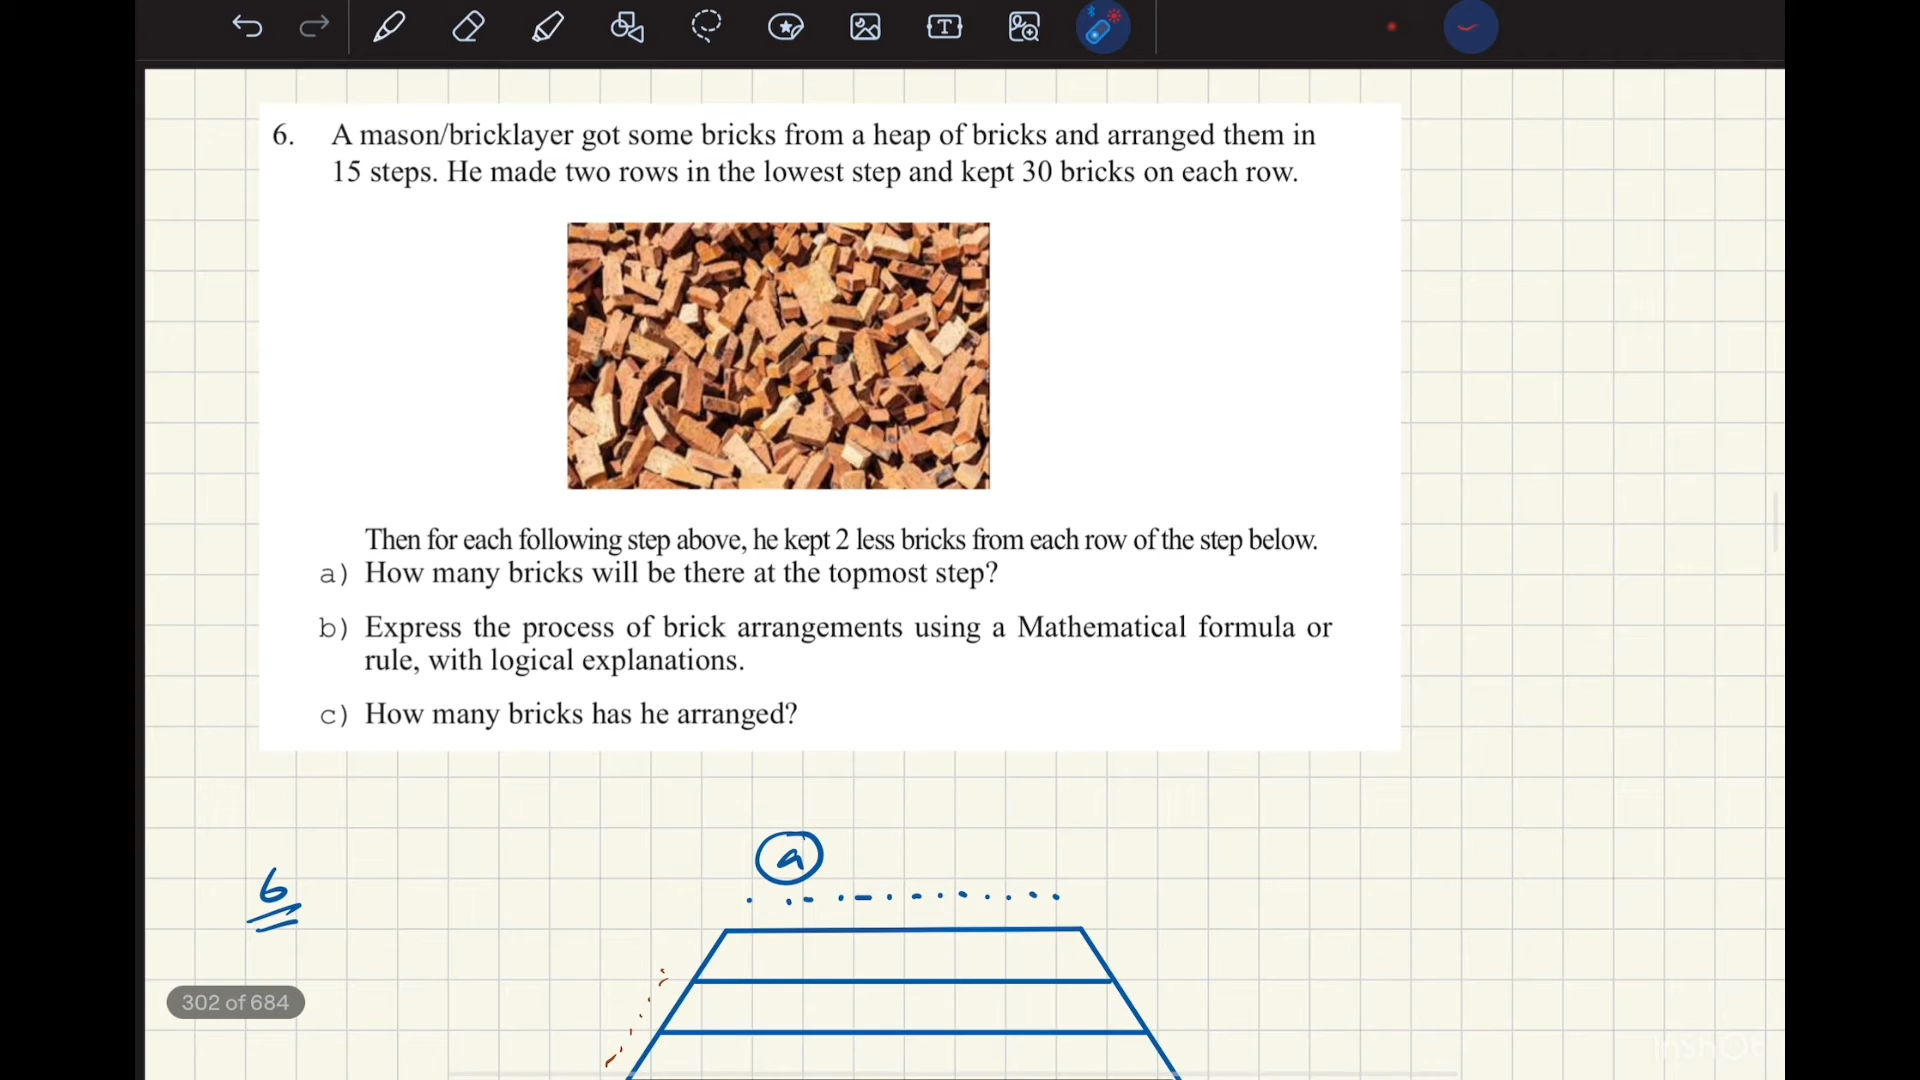 6. A mason/bricklayer got some bricks from a heap of bricks and arranged them in
15 steps. He made two rows in the lowest step and kept 30 bricks on each row.
Then for each following step above, he kept 2 less bricks from each row of the step below.
a) How many bricks will be there at the topmost step?
b) Express the process of brick arrangements using a Mathematical formula or
rule, with logical explanations.
c) How many bricks has he arranged?
a
6
302 of 684
InShOt